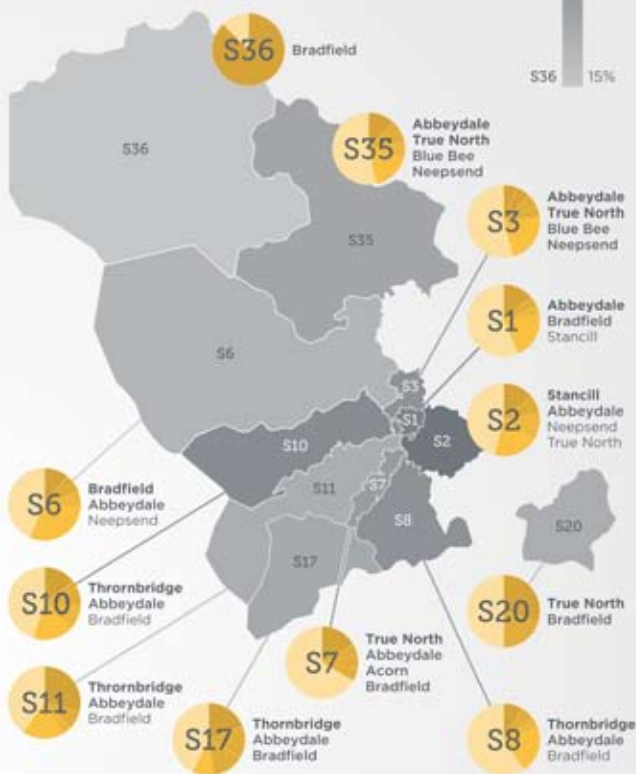 S36
Bradfield
S36 15%
S36
S35
Abbeydale
True North
Blue Bee
Neepsend
S35
S3
Abbeydale
True North
Blue Bee
Neepsend
S1
Abbeydale
Bradfield
Stancill
S6
S3
S1
S2
S2
Stancill
Abbeydale
Neepsend
True North
S10
S11
S7
S8
S20
S17
S6
Bradfield
Abbeydale
Neepsend
S10
Thrornbridge
Abbeydale
Bradfield
S11
Thrornbridge
Abbeydale
Bradfield
S17
Thornbridge
Abbeydale
Bradfield
S7
True North
Abbeydale
Acorn
Bradfield
S20
True North
Bradfield
S8
Thornbridge
Abbeydale
Bradfield